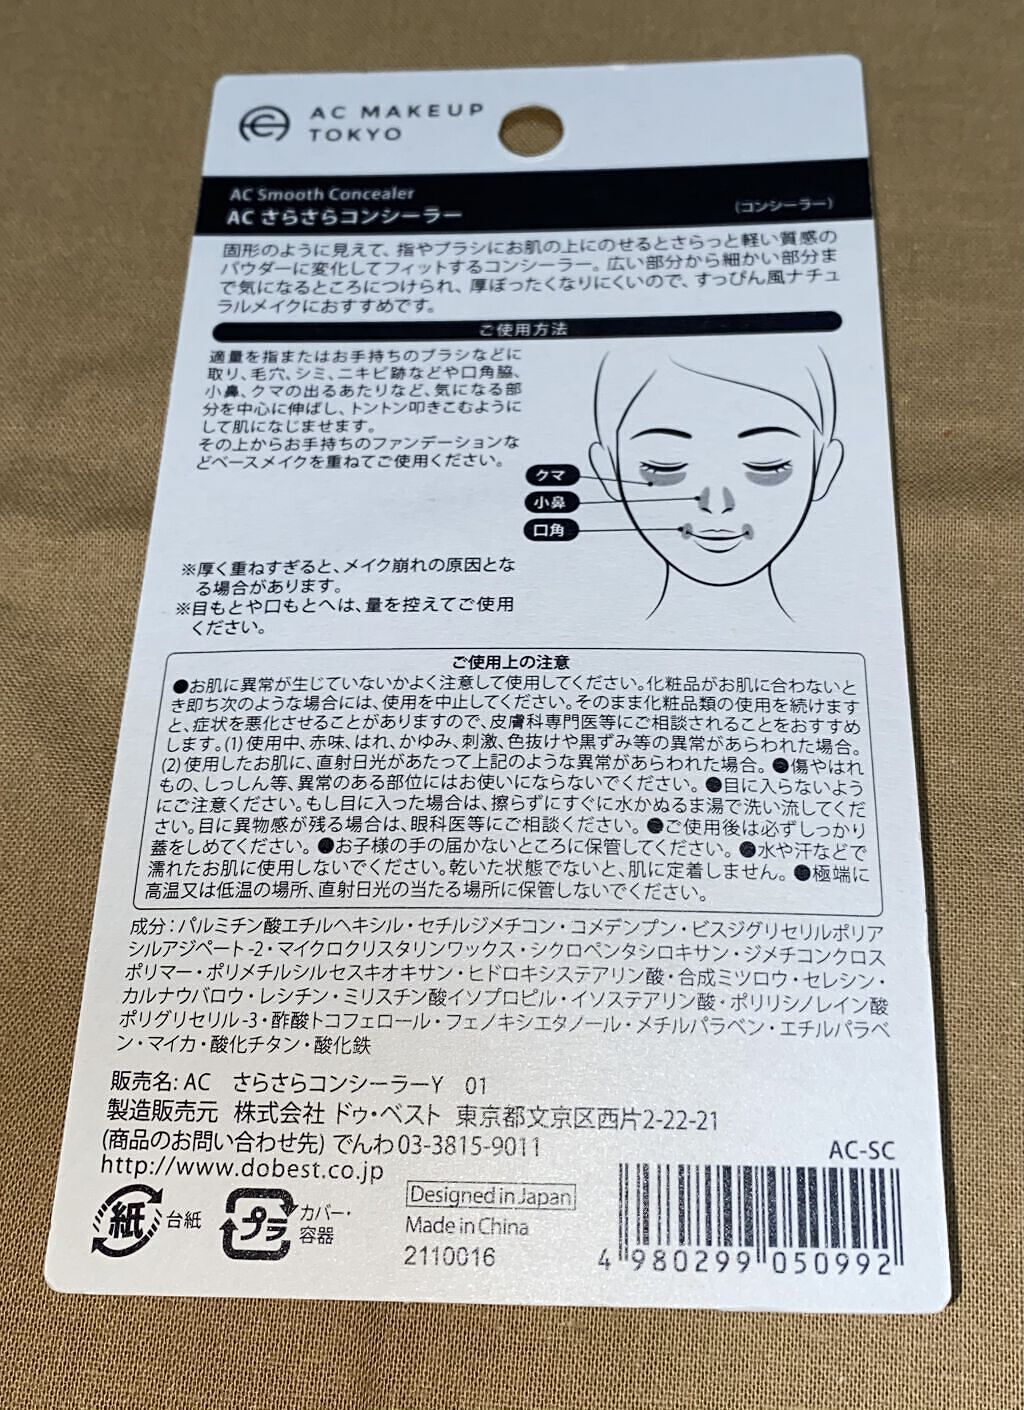 AC MAKEUP
TOKYO
AC Smooth Concealer
AC さらさらコンシーラー
(コンシーラー)
固形のように見えて、指やブラシにお肌の上にのせるとさらっと軽い質感の
パウダーに変化してフィットするコンシーラー。広い部分から細かい部分ま
で気になるところにつけられ、厚ぼったくなりにくいので、すっぴん風ナチュ
ラルメイクにおすすめです。
ご使用方法
適量を指またはお手持ちのブラシなどに
取り、毛穴、シミ、ニキビ跡などや口角脇、
小鼻、クマの出るあたりなど、気になる部
分を中心に伸ばし、トントン叩きこむように
して肌になじませます。
その上からお手持ちのファンデーションな
どベースメイクを重ねてご使用ください。
クマ
小鼻
口角
※厚く重ねすぎると、メイク崩れの原因とな
る場合があります。
※目もとや口もとへは、量を控えてご使用
ください。
ご使用上の注意
●お肌に異常が生じていないかよく注意して使用してください。化粧品がお肌に合わないと
き即ち次のような場合には、使用を中止してください。そのまま化粧品類の使用を続けます
と、症状を悪化させることがありますので、皮膚科専門医等にご相談されることをおすすめ
します。(1)使用中、赤味、はれ、かゆみ、刺激、色抜けや黒ずみ等の異常があらわれた場合。
(2)使用したお肌に、直射日光があたって上記のような異常があらわれた場合。●傷やはれ
もの、しっしん等、異常のある部位にはお使いにならないでください。●目に入らないよう
にご注意ください。もし目に入った場合は、擦らずにすぐに水かぬるま湯で洗い流してくだ
さい。目に異物感が残る場合は、眼科医等にご相談ください。●ご使用後は必ずしっかり
蓋をしめてください。●お子様の手の届かないところに保管してください。●水や汗などで
濡れたお肌に使用しないでください。乾いた状態でないと、肌に定着しません。●極端に
高温又は低温の場所、直射日光の当たる場所に保管しないでください。
成分：パルミチン酸エチルヘキシル・セチルジメチコン・コメデンプン・ビスジグリセリルポリア
シルアジペート-2・マイクロクリスタリンワックス・シクロペンタシロキサン・ジメチコンクロス
ポリマー・ポリメチルシルセスキオキサン・ヒドロキシステアリン酸・合成ミツロウ・セレシン・
カルナウバロウ・レシチン・ミリスチン酸イソプロピル・イソステアリン酸・ポリリシノレイン酸
ポリグリセリル-3・酢酸トコフェロール・フェノキシエタノール・メチルパラベン・エチルパラベ
ン・マイカ・酸化チタン・酸化鉄
販売名: AC さらさらコンシーラーY 01
製造販売元 株式会社 ドゥ・ベスト 東京都文京区西片2-22-21
(商品のお問い合わせ先) でんわ 03-3815-9011
http://www.dobest.co.jp
AC-SC
紙 台紙
プラ カバー・
容器
Designed in Japan
Made in China
2110016
4 980299 050992